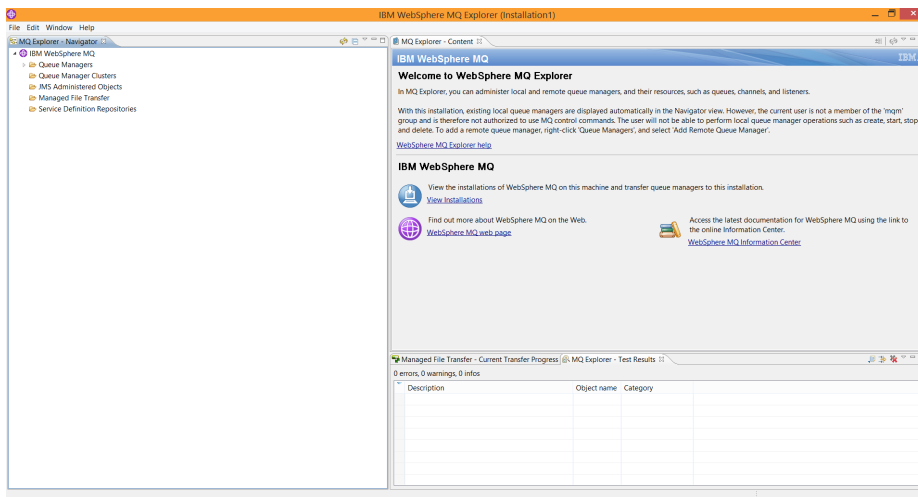 IBM WebSphere MQ Explorer (Installation1)
File Edit Window Help
MQ Explorer - Navigator
IBM WebSphere MQ
Queue Managers
Queue Manager Clusters
JMS Administered Objects
Managed File Transfer
Service Definition Repositories
MQ Explorer - Content
IBM WebSphere MQ
IBM
Welcome to WebSphere MQ Explorer
In MQ Explorer, you can administer local and remote queue managers, and their resources, such as queues, channels, and listeners.
With this installation, existing local queue managers are displayed automatically in the Navigator view. However, the current user is not a member of the 'mqm'
group and is therefore not authorized to use MQ control commands. The user will not be able to perform local queue manager operations such as create, start, stop
and delete. To add a remote queue manager, right-click 'Queue Managers', and select 'Add Remote Queue Manager'.
WebSphere MQ Explorer help
IBM WebSphere MQ
View the installations of WebSphere MQ on this machine and transfer queue managers to this installation.
View Installations
Find out more about WebSphere MQ on the Web.
WebSphere MQ web page
Access the latest documentation for WebSphere MQ using the link to
the online Information Center.
WebSphere MQ Information Center
Managed File Transfer - Current Transfer Progress MQ Explorer - Test Results
0 errors, 0 warnings, 0 infos
Description Object name Category